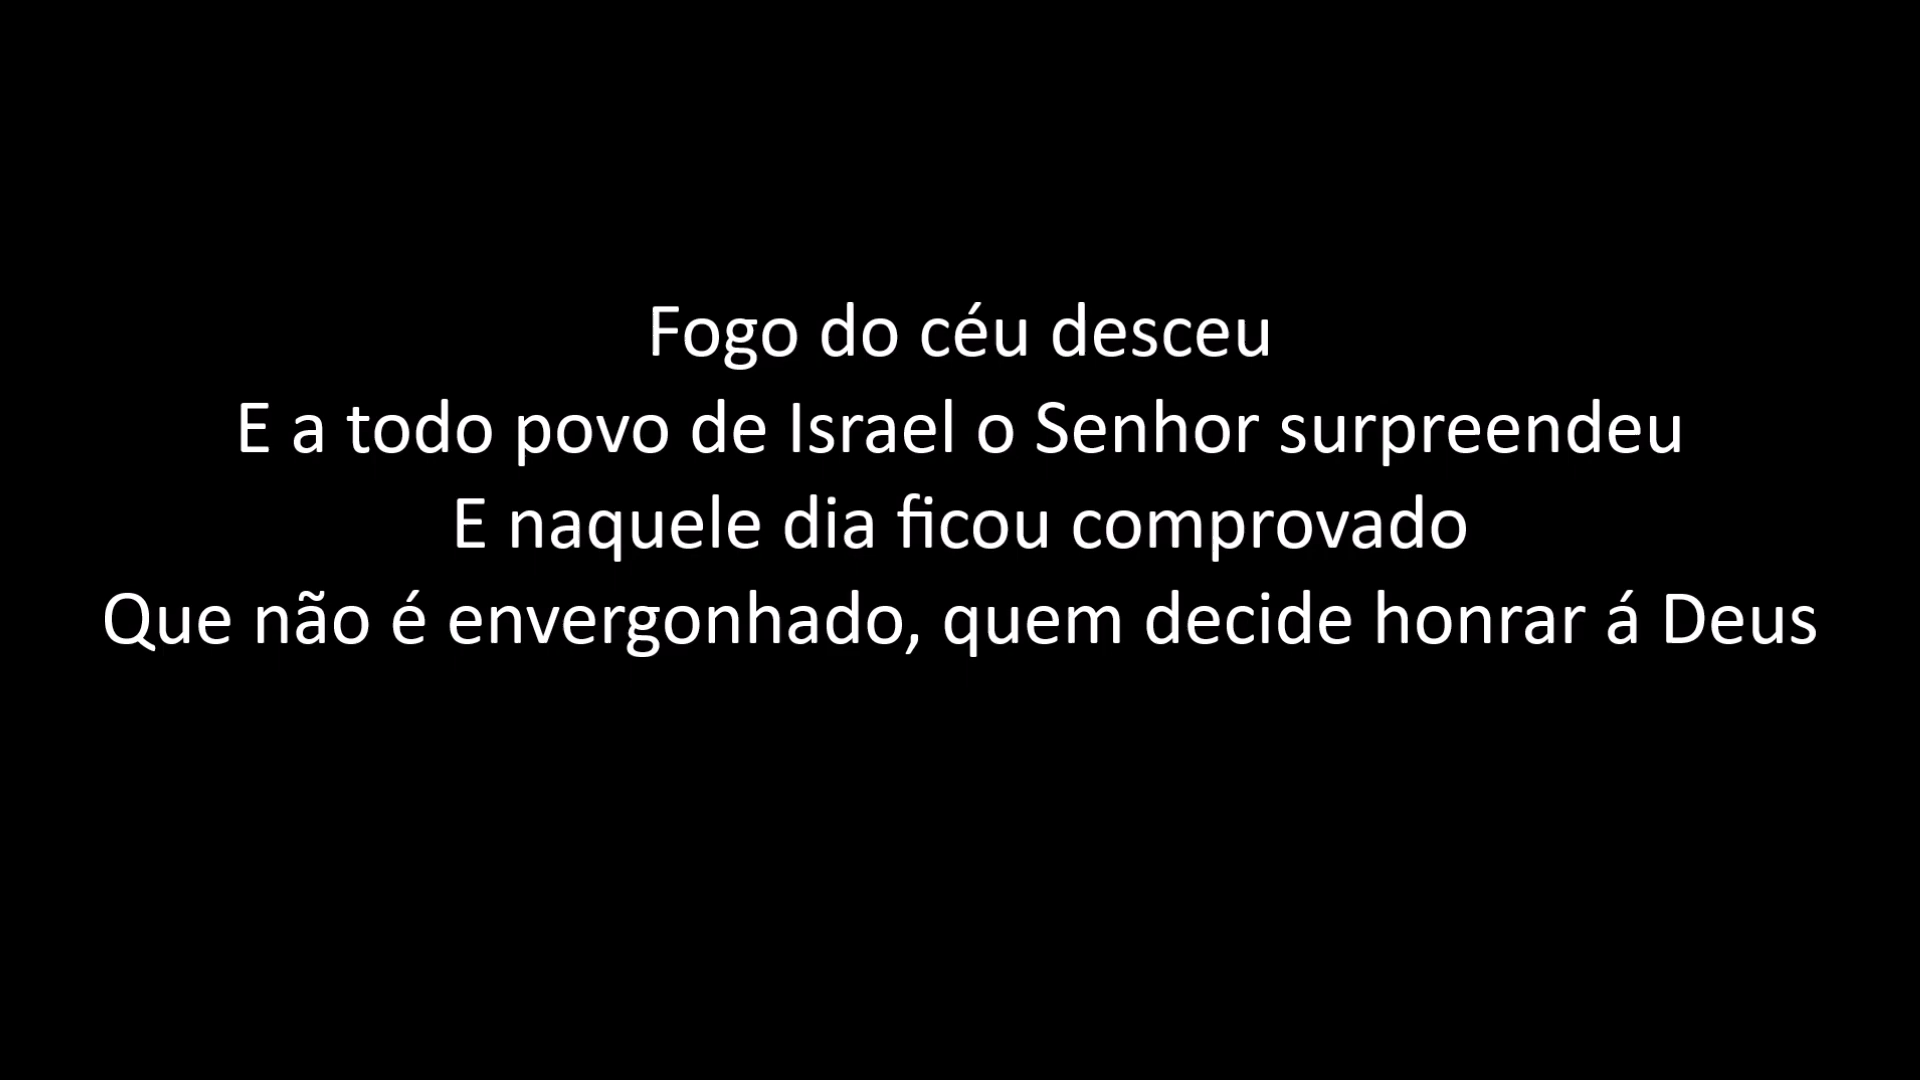 Fogo do céu desceu
E a todo povo de Israel o Senhor surpreendeu
E naquele dia ficou comprovado
Que não é envergonhado, quem decide honrar á Deus